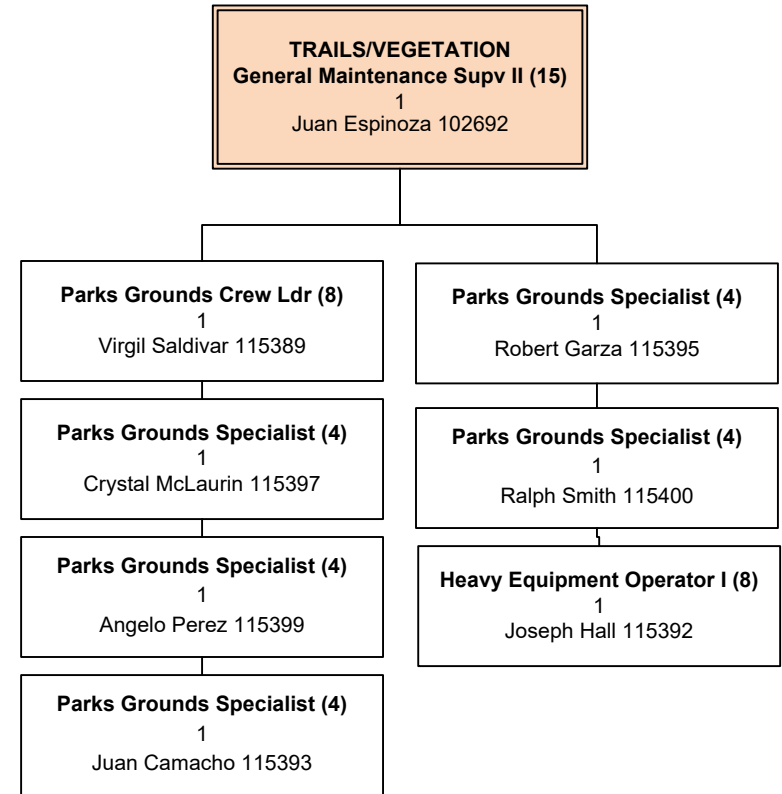 TRAILS/VEGETATION
General Maintenance Supv II (15)
1
Juan Espinoza 102692
Parks Grounds Crew Ldr (8)
1
Virgil Saldivar 115389
Parks Grounds Specialist (4)
1
Crystal McLaurin 115397
Parks Grounds Specialist (4)
1
Angelo Perez 115399
Parks Grounds Specialist (4)
1
Juan Camacho 115393
Parks Grounds Specialist (4)
1
Robert Garza 115395
Parks Grounds Specialist (4)
1
Ralph Smith 115400
Heavy Equipment Operator I (8)
1
Joseph Hall 115392